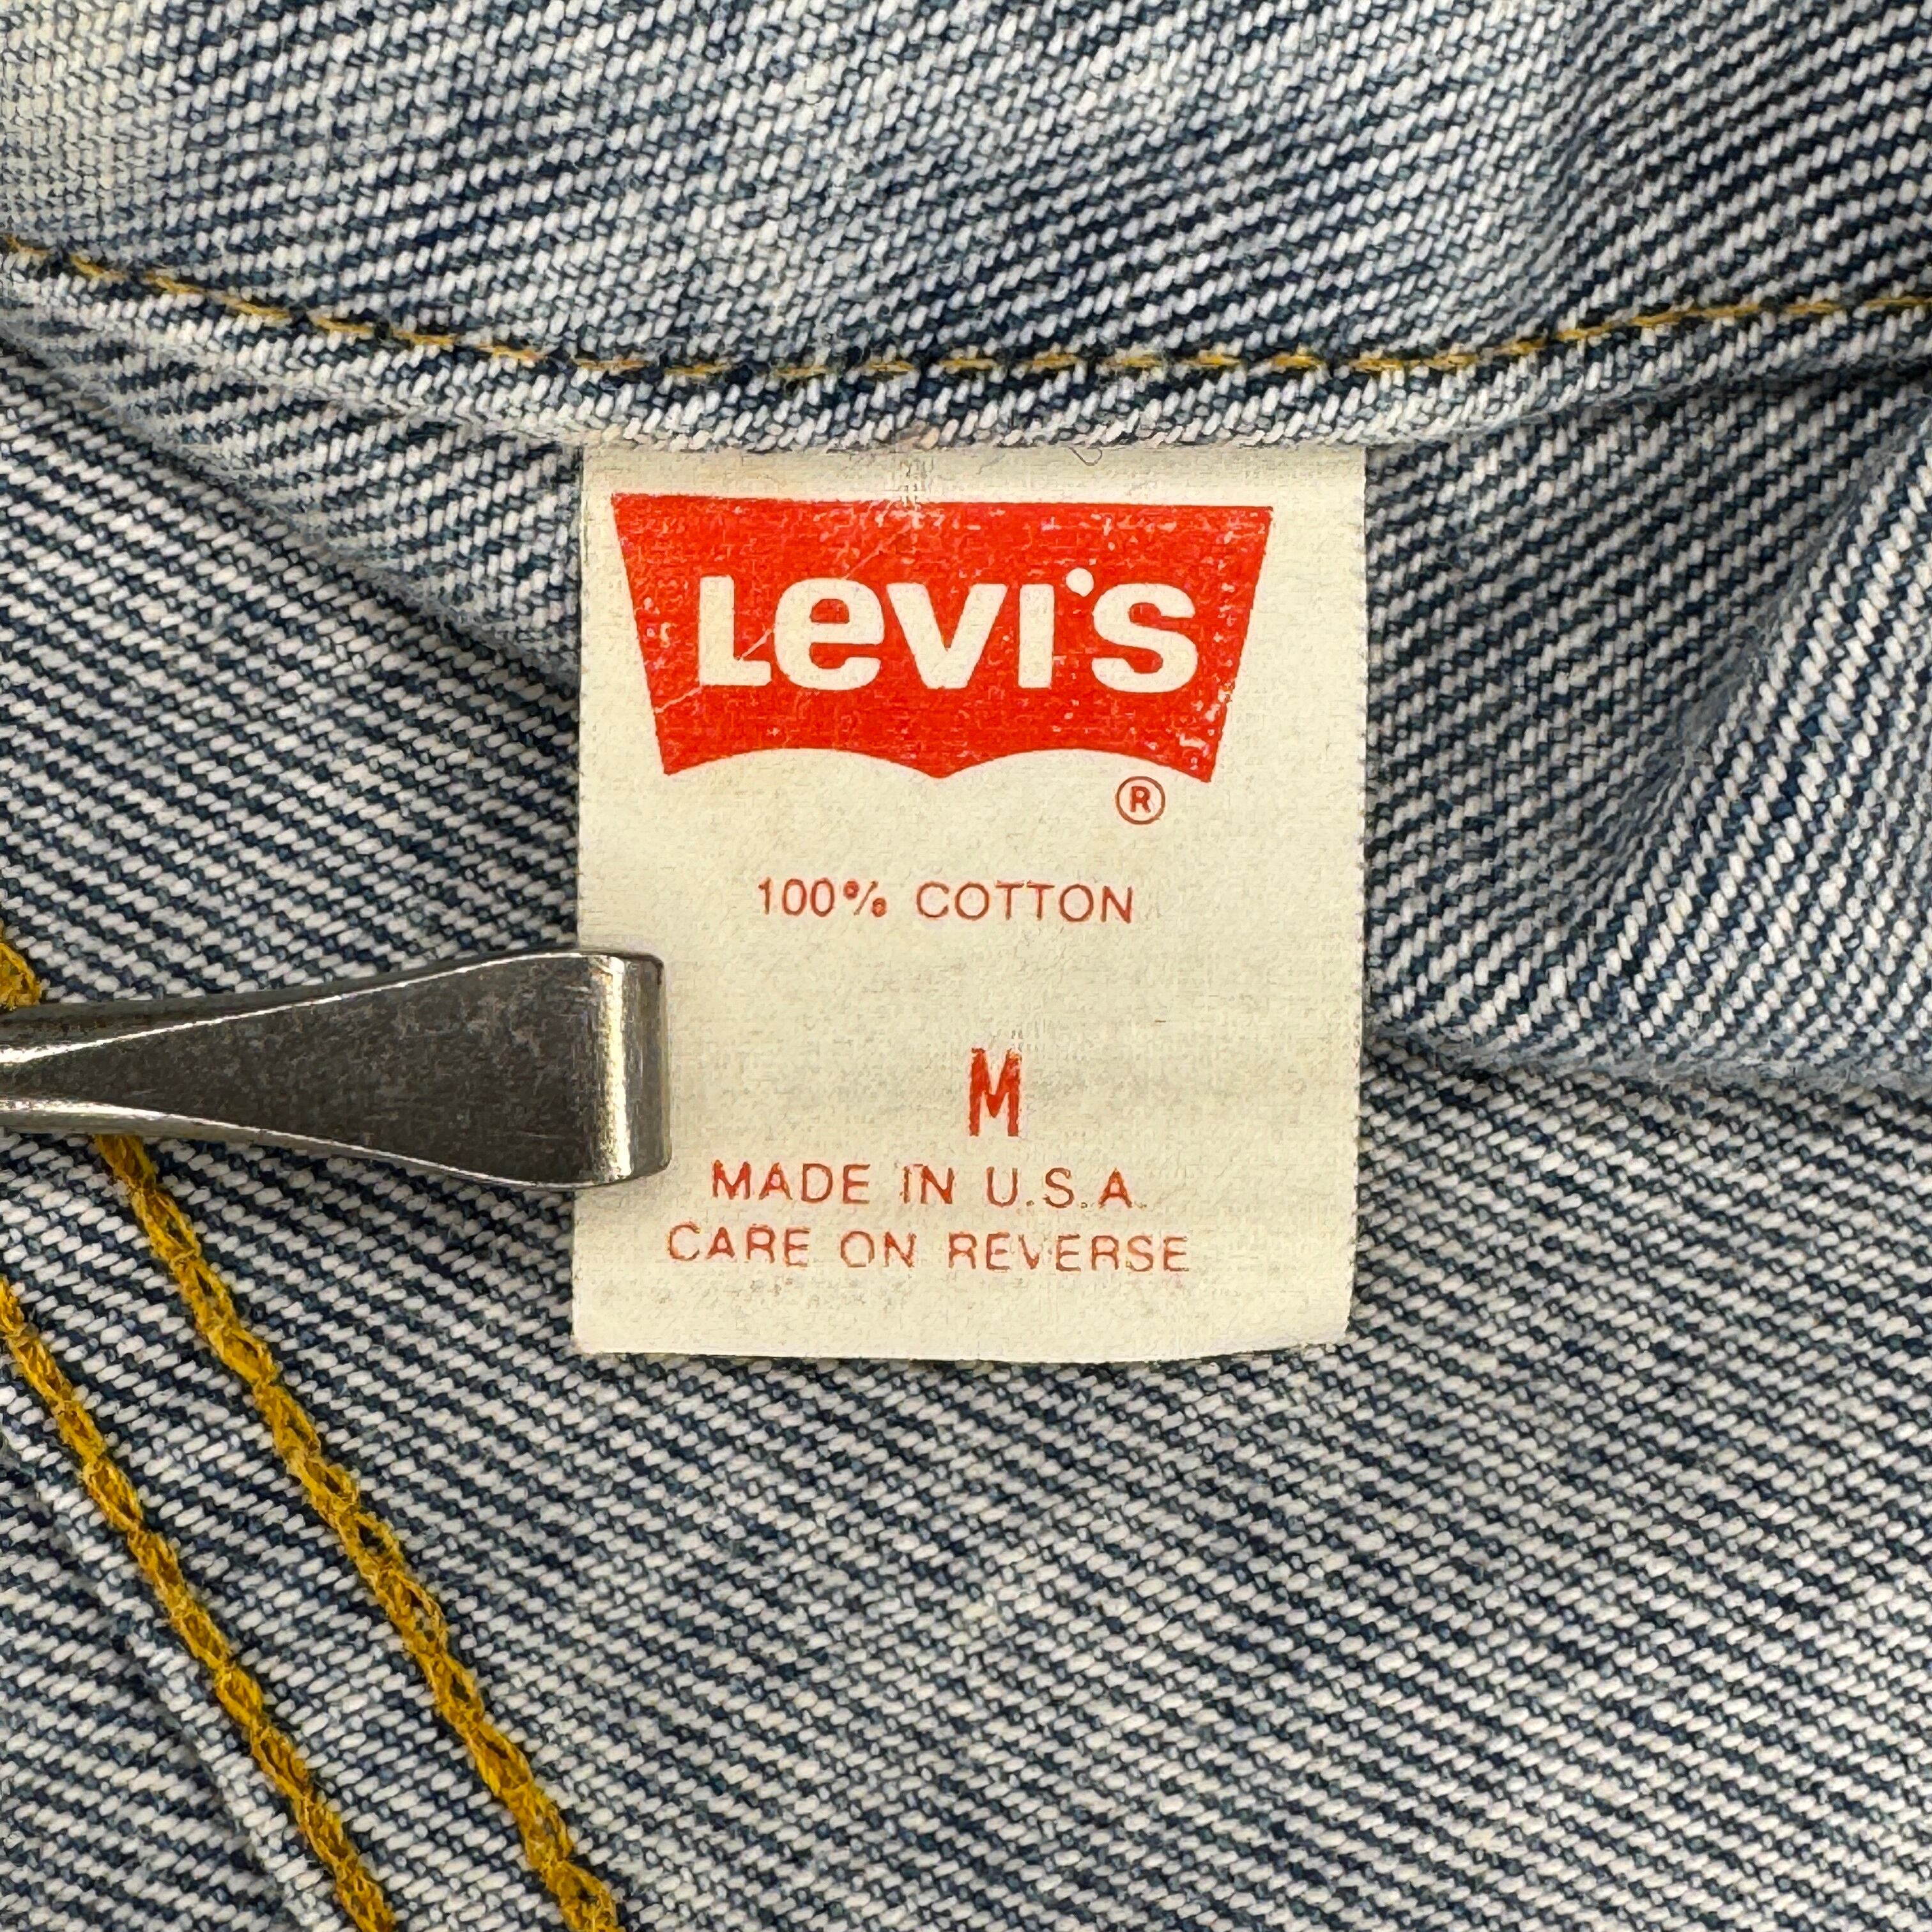 Levi's
®
100% COTTON
M
MADE IN U.S.A.
CARE ON REVERSE